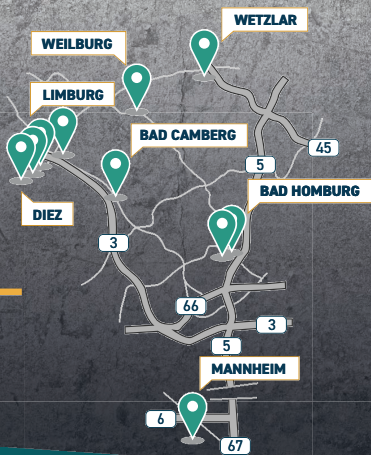 WETZLAR
WEILBURG
LIMBURG
BAD CAMBERG
45
5
BAD HOMBURG
DIEZ
3
66
3
5
MANNHEIM
6
67